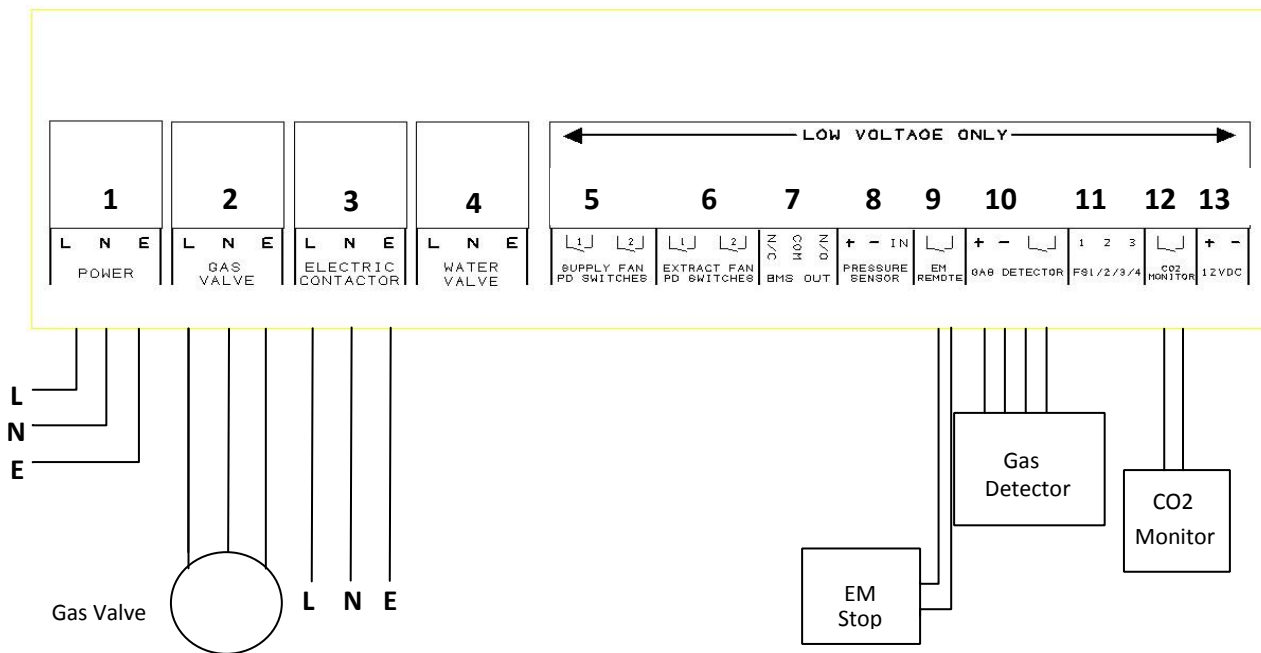 LOW VOLTAGE ONLY
1 2 3 4 5 6 7 8 9 10 11 12 13
L N E
POWER
L N E
GAS
VALVE
L N E
ELECTRIC
CONTACTOR
L N E
WATER
VALVE
1 2
SUPPLY FAN
PD SWITCHES
1 2
EXTRACT FAN
PD SWITCHES
N/C COM N/O
BMS OUT
+ - IN
PRESSURE
SENSOR
EM
REMOTE
+ -
GAS DETECTOR
1 2 3
FS1/2/3/4
CO2
MONITOR
+ -
12VDC
L
N
E
Gas Valve
L N E
EM
Stop
Gas
Detector
CO2
Monitor